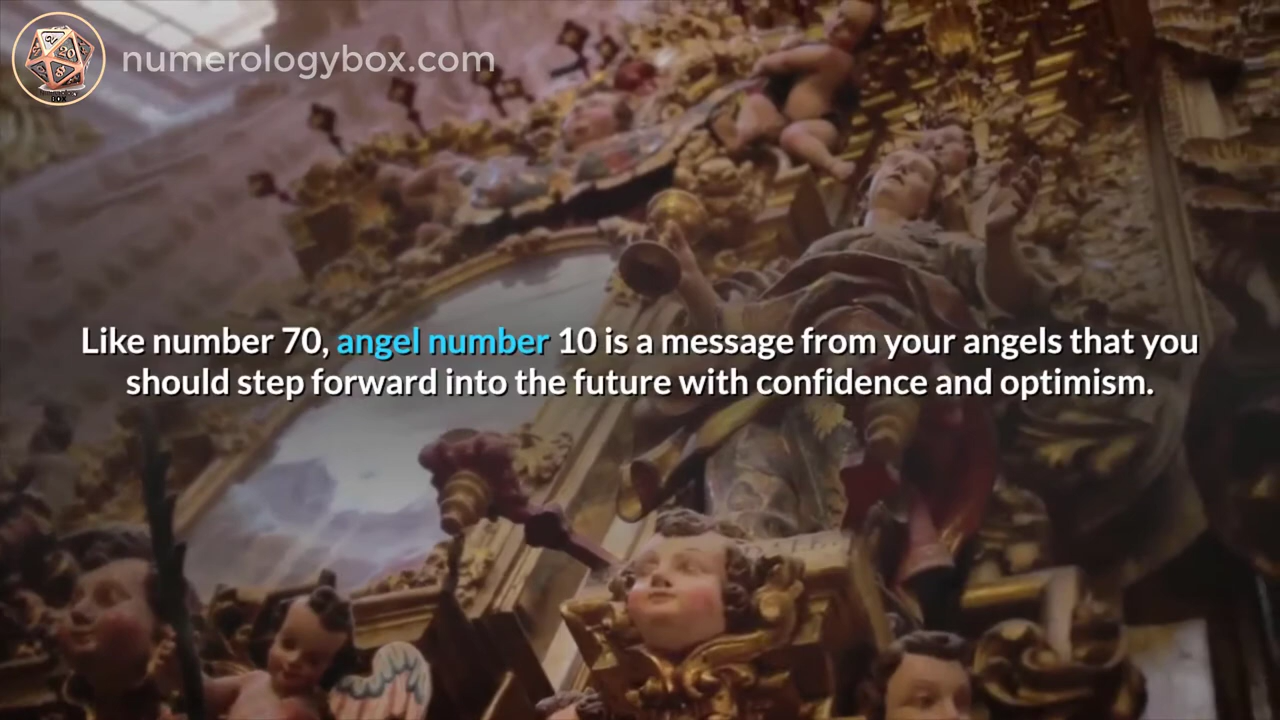 numerologybox.com
Like number 70, angel number 10 is a message from your angels that you
should step forward into the future with confidence and optimism.